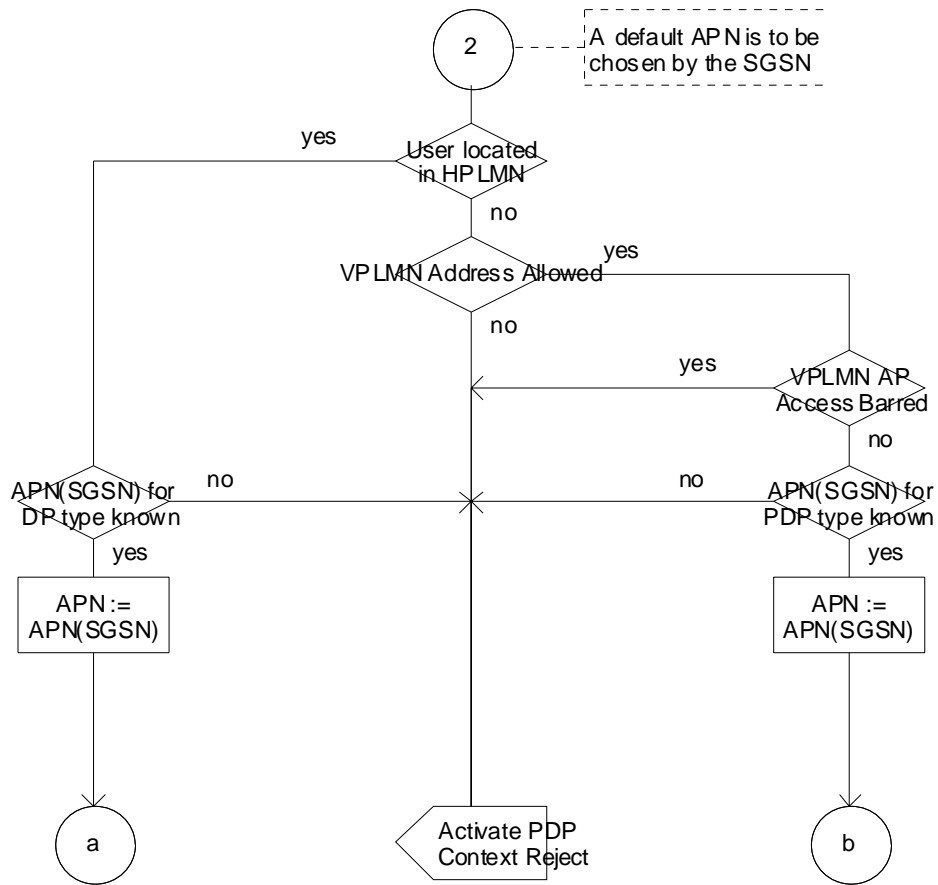 2
A default APN is to be
chosen by the SGSN
yes
User located
in HPLMN
no
VPLMN Address Allowed
yes
no
yes
VPLMN AP
Access Barred
no
APN(SGSN) for
DP type known
no
no
APN(SGSN) for
PDP type known
yes
yes
APN :=
APN(SGSN)
APN :=
APN(SGSN)
a
Activate PDP
Context Reject
b